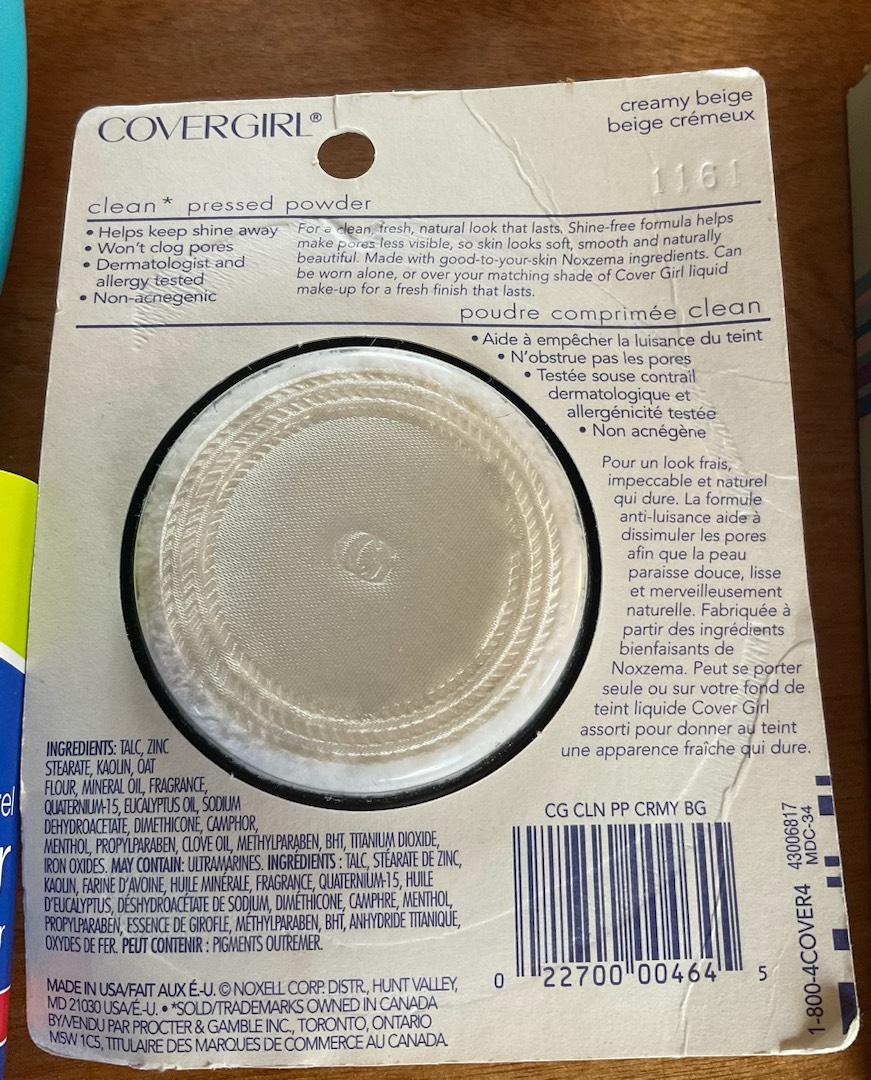 COVERGIRL®
creamy beige
beige crémeux
1161
clean* pressed powder
• Helps keep shine away
• Won't clog pores
• Dermatologist and
allergy tested
• Non-acnegenic
For a clean, fresh, natural look that lasts. Shine-free formula helps
make pores less visible, so skin looks soft, smooth and naturally
beautiful. Made with good-to-your-skin Noxzema ingredients. Can
be worn alone, or over your matching shade of Cover Girl liquid
make-up for a fresh finish that lasts.
poudre comprimée clean
• Aide à empêcher la luisance du teint
• N'obstrue pas les pores
• Testée souse contrail
dermatologique et
allergénicité testée
• Non acnégène
Pour un look frais,
impeccable et naturel
qui dure. La formule
anti-luisance aide à
dissimuler les pores
afin que la peau
paraisse douce, lisse
et merveilleusement
naturelle. Fabriquée à
partir des ingrédients
bienfaisants de
Noxzema. Peut se porter
seule ou sur votre fond de
teint liquide Cover Girl
assorti pour donner au teint
une apparence fraîche qui dure.
INGREDIENTS: TALC, ZINC
STEARATE, KAOLIN, OAT
FLOUR, MINERAL OIL, FRAGRANCE,
QUATERNIUM-15, EUCALYPTUS OIL, SODIUM
DEHYDROACETATE, DIMETHICONE, CAMPHOR,
MENTHOL, PROPYLPARABEN, CLOVE OIL, METHYLPARABEN, BHT, TITANIUM DIOXIDE,
IRON OXIDES. MAY CONTAIN: ULTRAMARINES. INGRÉDIENTS : TALC, STÉARATE DE ZINC,
KAOLIN, FARINE D'AVOINE, HUILE MINÉRALE, FRAGRANCE, QUATERNIUM-15, HUILE
D'EUCALYPTUS, DÉSHYDROACÉTATE DE SODIUM, DIMÉTHICONE, CAMPHRE, MENTHOL,
PROPYLPARABEN, ESSENCE DE GIROFLE, MÉTHYLPARABEN, BHT, ANHYDRIDE TITANIQUE,
OXYDES DE FER. PEUT CONTENIR : PIGMENTS OUTREMER.
MADE IN USA/FAIT AUX É.-U. © NOXELL CORP. DISTR., HUNT VALLEY,
MD 21030 USA/É.-U. • *SOLD/TRADEMARKS OWNED IN CANADA
BY/VENDU PAR PROCTER & GAMBLE INC., TORONTO, ONTARIO
M5W 1C5, TITULAIRE DES MARQUES DE COMMERCE AU CANADA.
CG CLN PP CRMY BG
0 22700 00464 5
1-800-4COVER4
43006817
MDC-34